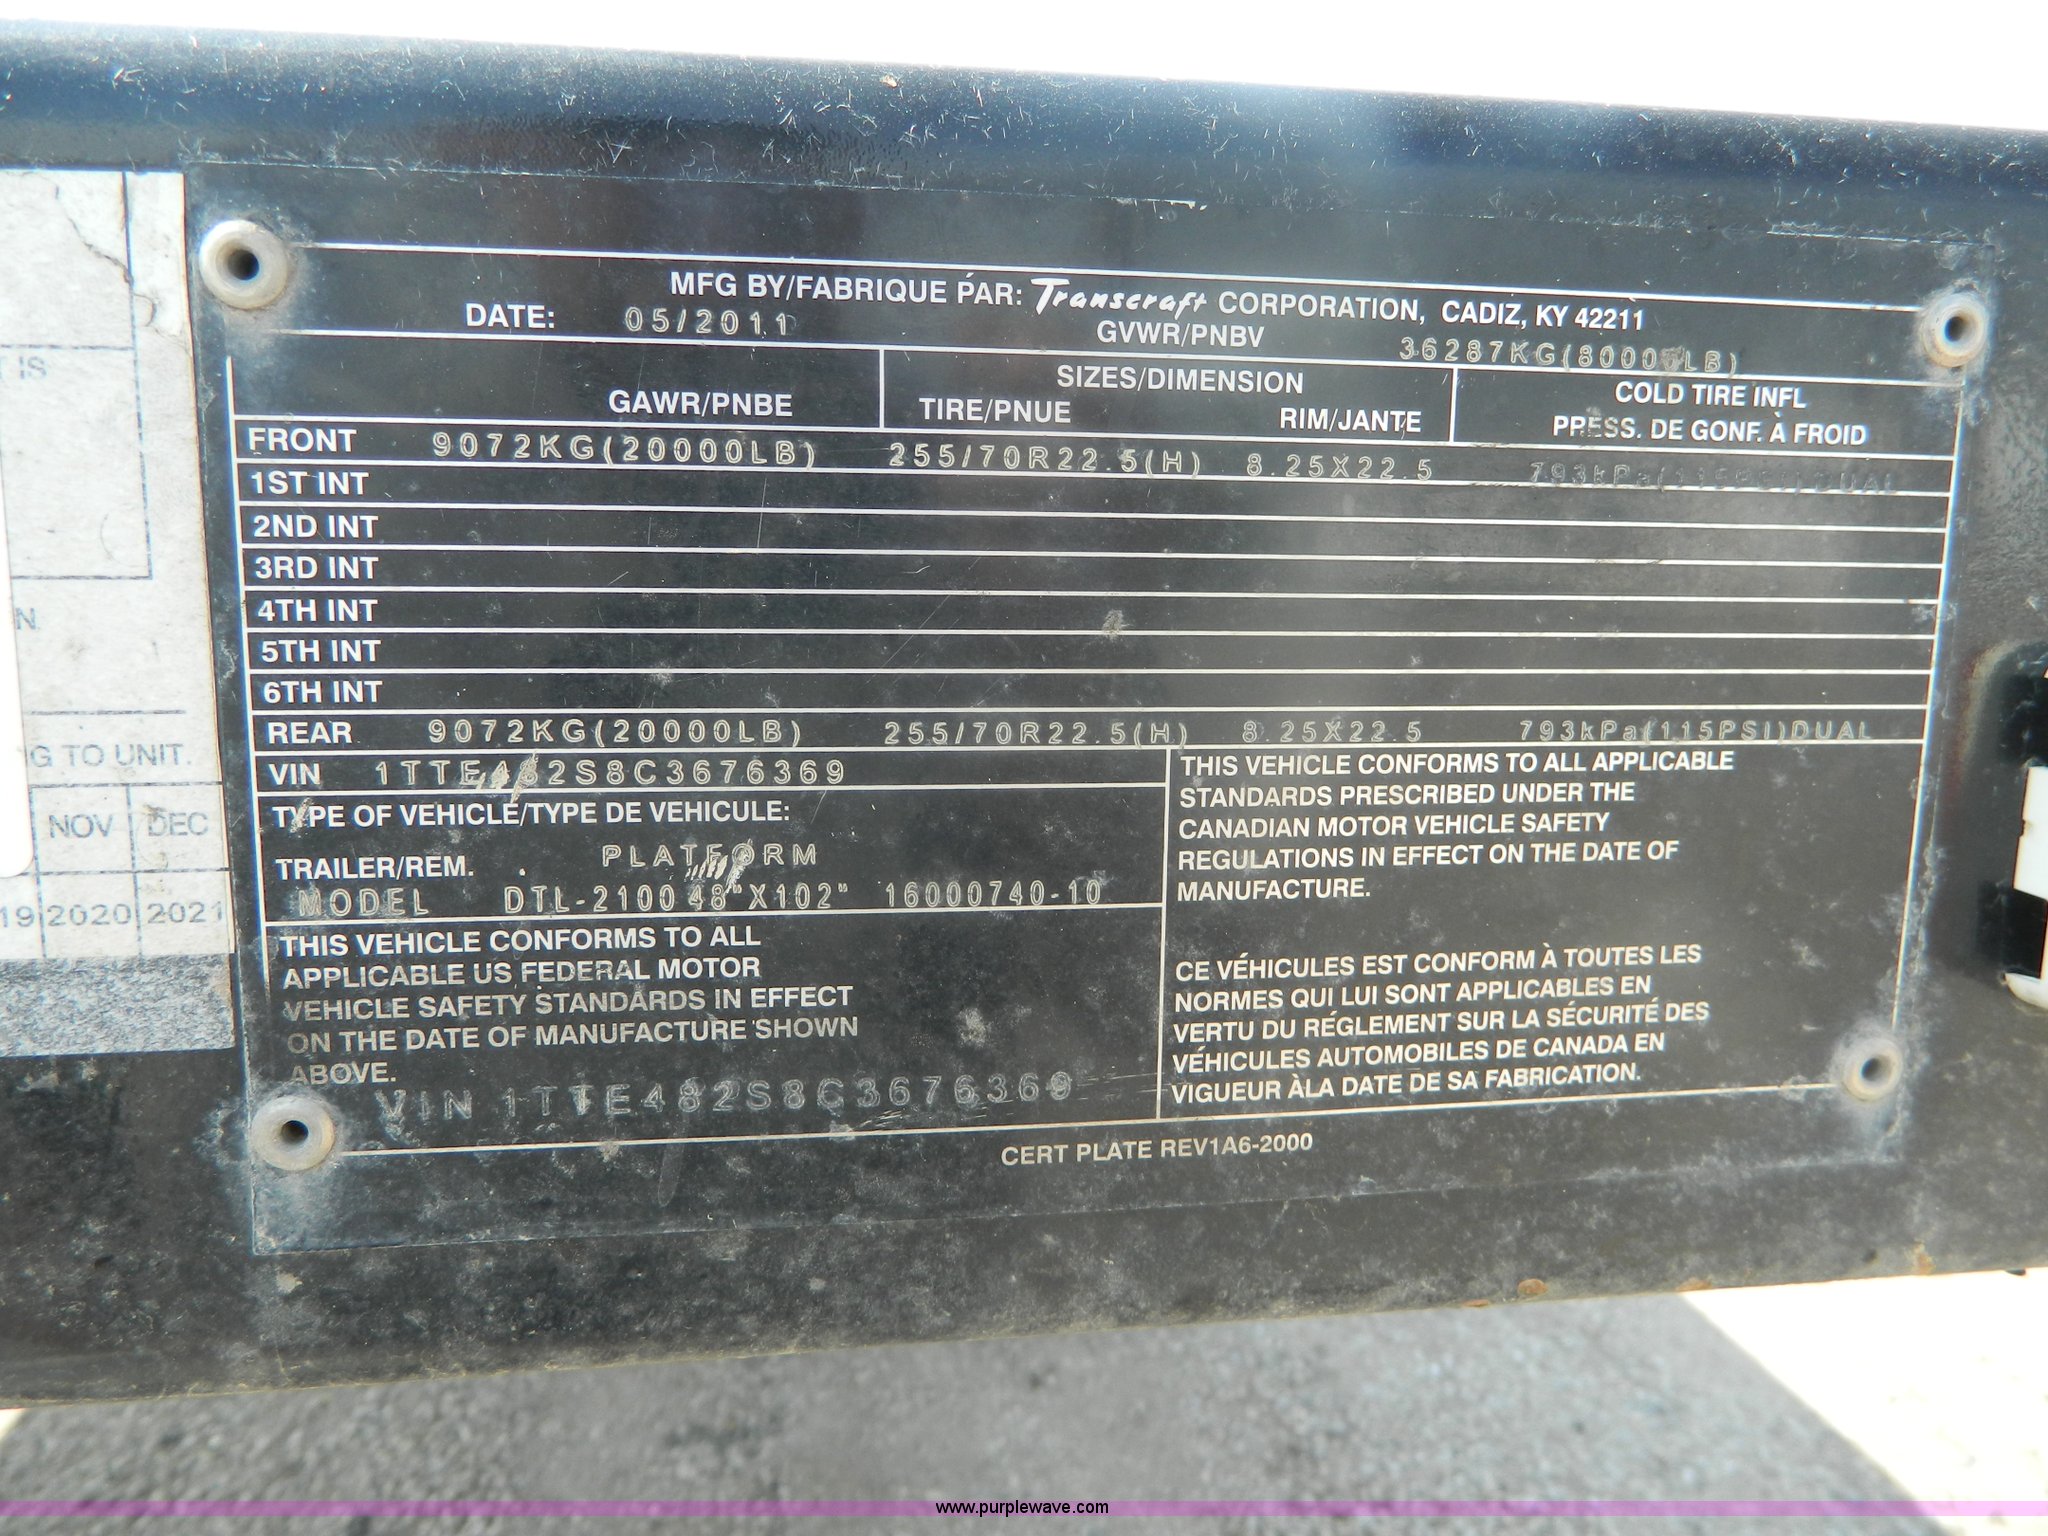 MFG BY/FABRIQUE PAR: Transcraft CORPORATION, CADIZ, KY 42211
DATE: 05/2011 GVWR/PNBV 36287KG(80000LB)
GAWR/PNBE SIZES/DIMENSION COLD TIRE INFL
TIRE/PNUE RIM/JANTE PRESS. DE GONF. À FROID
FRONT 9072KG(20000LB) 255/70R22.5(H) 8.25X22.5 793kPa(115PSI)DUAL
1ST INT
2ND INT
3RD INT
4TH INT
5TH INT
6TH INT
REAR 9072KG(20000LB) 255/70R22.5(H) 8.25X22.5 793kPa(115PSI)DUAL
VIN 1TTE482S8C3676369
TYPE OF VEHICLE/TYPE DE VEHICULE:
TRAILER/REM. PLATFORM
MODEL DTL-2100 48"X102" 16000740-10
THIS VEHICLE CONFORMS TO ALL
APPLICABLE US FEDERAL MOTOR
VEHICLE SAFETY STANDARDS IN EFFECT
ON THE DATE OF MANUFACTURE SHOWN
ABOVE.
VIN 1TTE482S8C3676369
THIS VEHICLE CONFORMS TO ALL APPLICABLE
STANDARDS PRESCRIBED UNDER THE
CANADIAN MOTOR VEHICLE SAFETY
REGULATIONS IN EFFECT ON THE DATE OF
MANUFACTURE.
CE VÉHICULES EST CONFORM À TOUTES LES
NORMES QUI LUI SONT APPLICABLES EN
VERTU DU RÉGLEMENT SUR LA SÉCURITÉ DES
VÉHICULES AUTOMOBILES DE CANADA EN
VIGUEUR ÀLA DATE DE SA FABRICATION.
CERT PLATE REV1A6-2000
IS
N.
G TO UNIT.
NOV DEC
19 2020 2021
www.purplewave.com